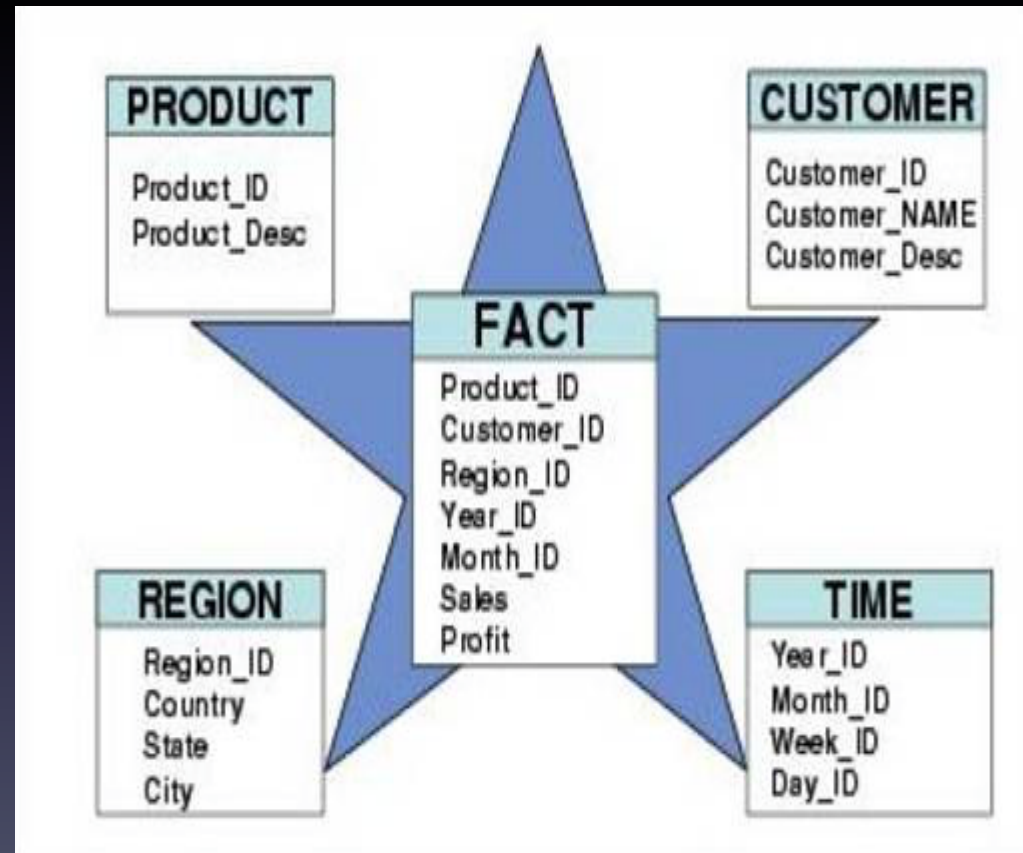 PRODUCT
Product_ID
Product_Desc
CUSTOMER
Customer_ID
Customer_NAME
Customer_Desc
FACT
Product_ID
Customer_ID
Region_ID
Year_ID
Month_ID
Sales
Profit
REGION
Region_ID
Country
State
City
TIME
Year_ID
Month_ID
Week_ID
Day_ID